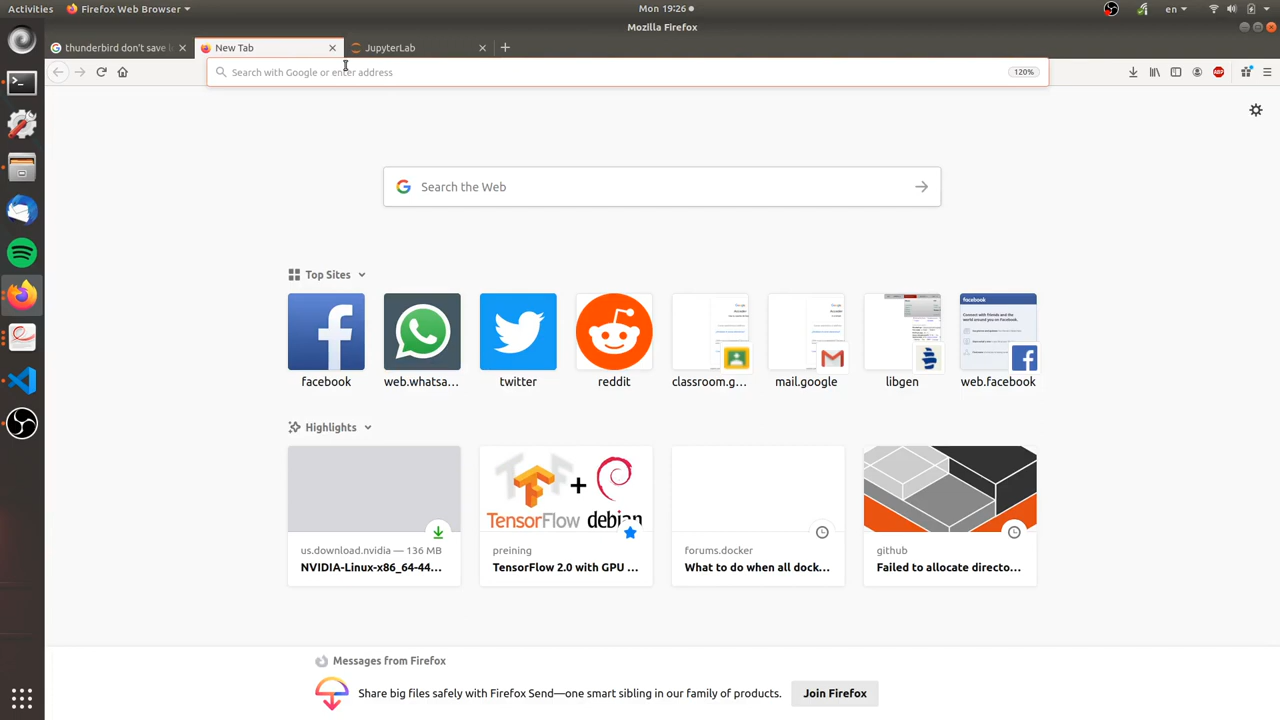 Activities
Firefox Web Browser
Mon 19:26
en
Mozilla Firefox
thunderbird don't save l
New Tab
JupyterLab
Search with Google or enter address
120%
ABP
Search the Web
Top Sites
facebook
facebook
web.whatsa...
twitter
reddit
classroom.g...
mail.google
libgen
web.facebook
Highlights
TensorFlow + debian
us.download.nvidia — 136 MB
NVIDIA-Linux-x86_64-44...
preining
TensorFlow 2.0 with GPU ...
forums.docker
What to do when all dock...
github
Failed to allocate directo...
Messages from Firefox
Share big files safely with Firefox Send—one smart sibling in our family of products.
Join Firefox